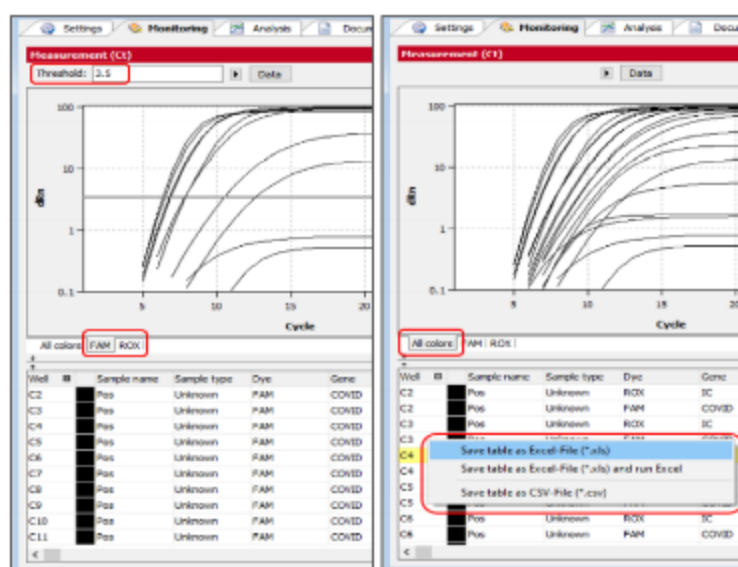 Settings Monitoring Analysis Docum
Measurement (Ct)
Threshold: 3.5 Data
100
10
1
0.1
dRn
5 10 15 20
Cycle
All colors FAM ROX
Well Sample name Sample type Dye Gene
C2 Pos Unknown FAM COVID
C3 Pos Unknown FAM COVID
C4 Pos Unknown FAM COVID
C5 Pos Unknown FAM COVID
C6 Pos Unknown FAM COVID
C7 Pos Unknown FAM COVID
C8 Pos Unknown FAM COVID
C9 Pos Unknown FAM COVID
C10 Pos Unknown FAM COVID
C11 Pos Unknown FAM COVID
Settings Monitoring Analysis Docu
Measurement (Ct)
Data
100
10
1
0.1
dRn
5 10 15 20
Cycle
All colors FAM ROX
Well Sample name Sample type Dye Gene
C2 Pos Unknown ROX IC
C2 Pos Unknown FAM COVID
C3 Pos Unknown ROX IC
C3
C4 Save table as Excel-File (*.xls)
C4 Save table as Excel-File (*.xls) and run Excel
C5 Save table as CSV-File (*.csv)
C5
C6 Pos Unknown ROX IC
C6 Pos Unknown FAM COVID